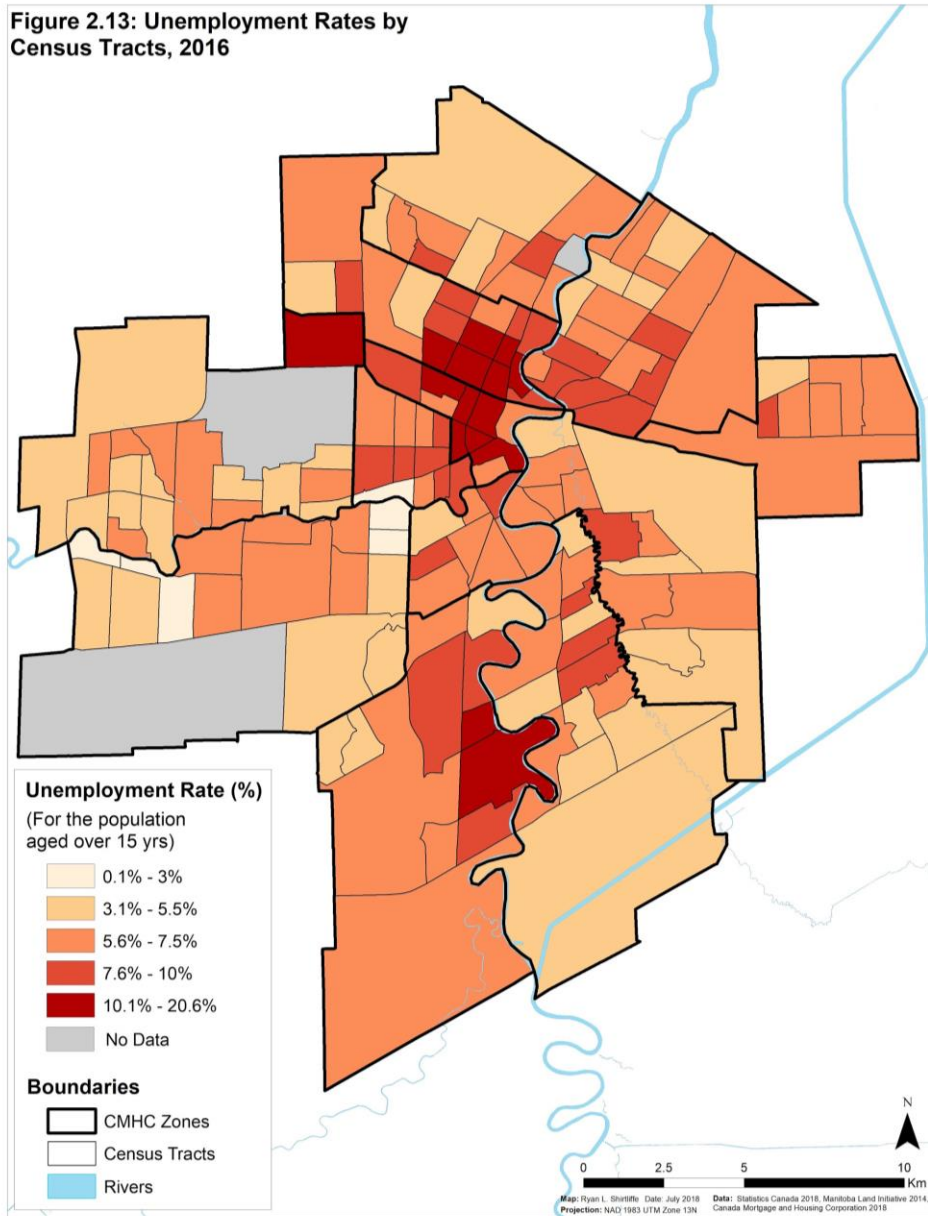 Figure 2.13: Unemployment Rates by
Census Tracts, 2016
Unemployment Rate (%)
(For the population
aged over 15 yrs)
0.1% - 3%
3.1% - 5.5%
5.6% - 7.5%
7.6% - 10%
10.1% - 20.6%
No Data
Boundaries
CMHC Zones
Census Tracts
Rivers
N
0 2.5 5 10
Km
Map: Ryan L. Shirtliffe Date: July 2018
Projection: NAD 1983 UTM Zone 13N
Data: Statistics Canada 2018, Manitoba Land Initiative 2014,
Canada Mortgage and Housing Corporation 2018